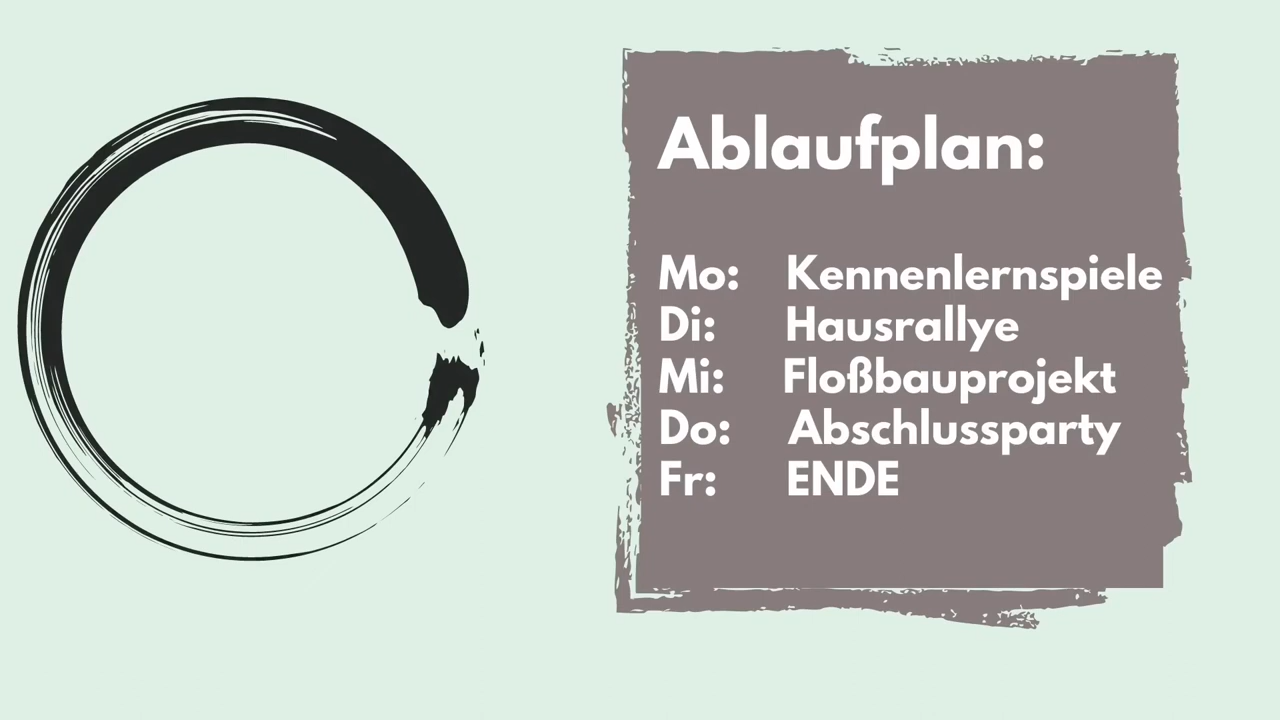 Ablaufplan:
Mo: Kennenlernspiele
Di: Hausrallye
Mi: Floßbauprojekt
Do: Abschlussparty
Fr: ENDE